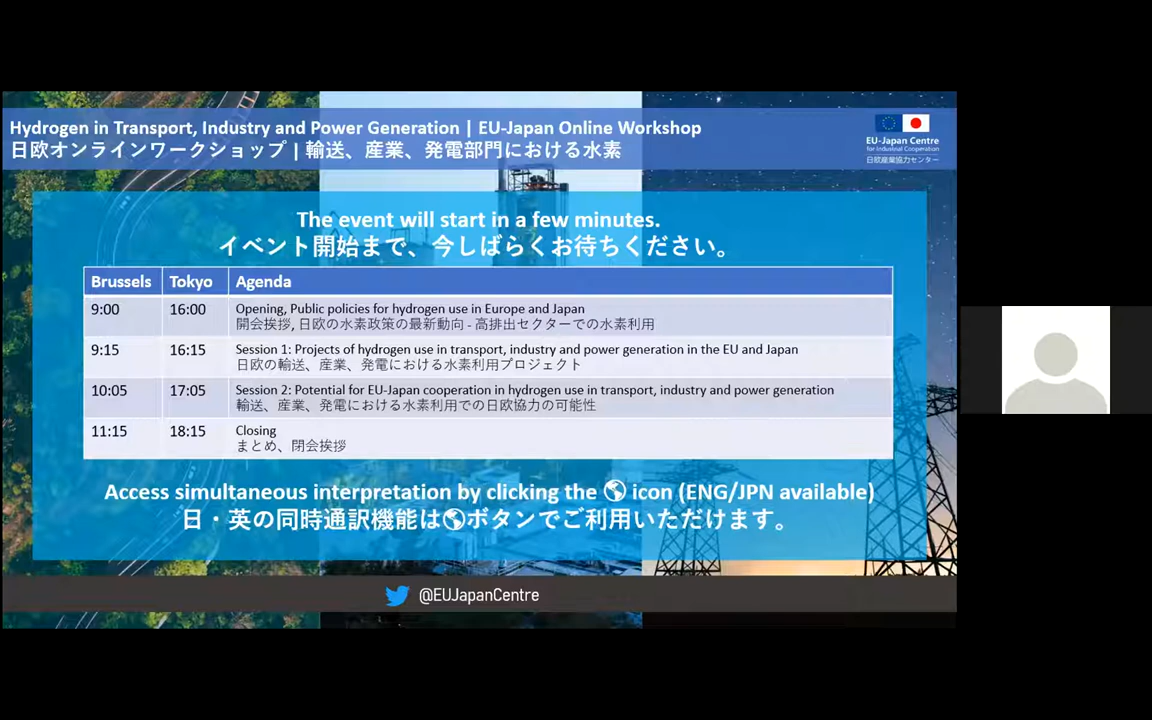 Hydrogen in Transport, Industry and Power Generation | EU-Japan Online Workshop
日欧オンラインワークショップ | 輸送、産業、発電部門における水素
EU-Japan Centre
for Industrial Cooperation
日欧産業協力センター
The event will start in a few minutes.
イベント開始まで、今しばらくお待ちください。
Brussels Tokyo Agenda
9:00 16:00 Opening, Public policies for hydrogen use in Europe and Japan
開会挨拶, 日欧の水素政策の最新動向 - 高排出セクターでの水素利用
9:15 16:15 Session 1: Projects of hydrogen use in transport, industry and power generation in the EU and Japan
日欧の輸送、産業、発電における水素利用プロジェクト
10:05 17:05 Session 2: Potential for EU-Japan cooperation in hydrogen use in transport, industry and power generation
輸送、産業、発電における水素利用での日欧協力の可能性
11:15 18:15 Closing
まとめ、閉会挨拶
Access simultaneous interpretation by clicking the 🌎 icon (ENG/JPN available)
日・英の同時通訳機能は🌎ボタンでご利用いただけます。
@EUJapanCentre